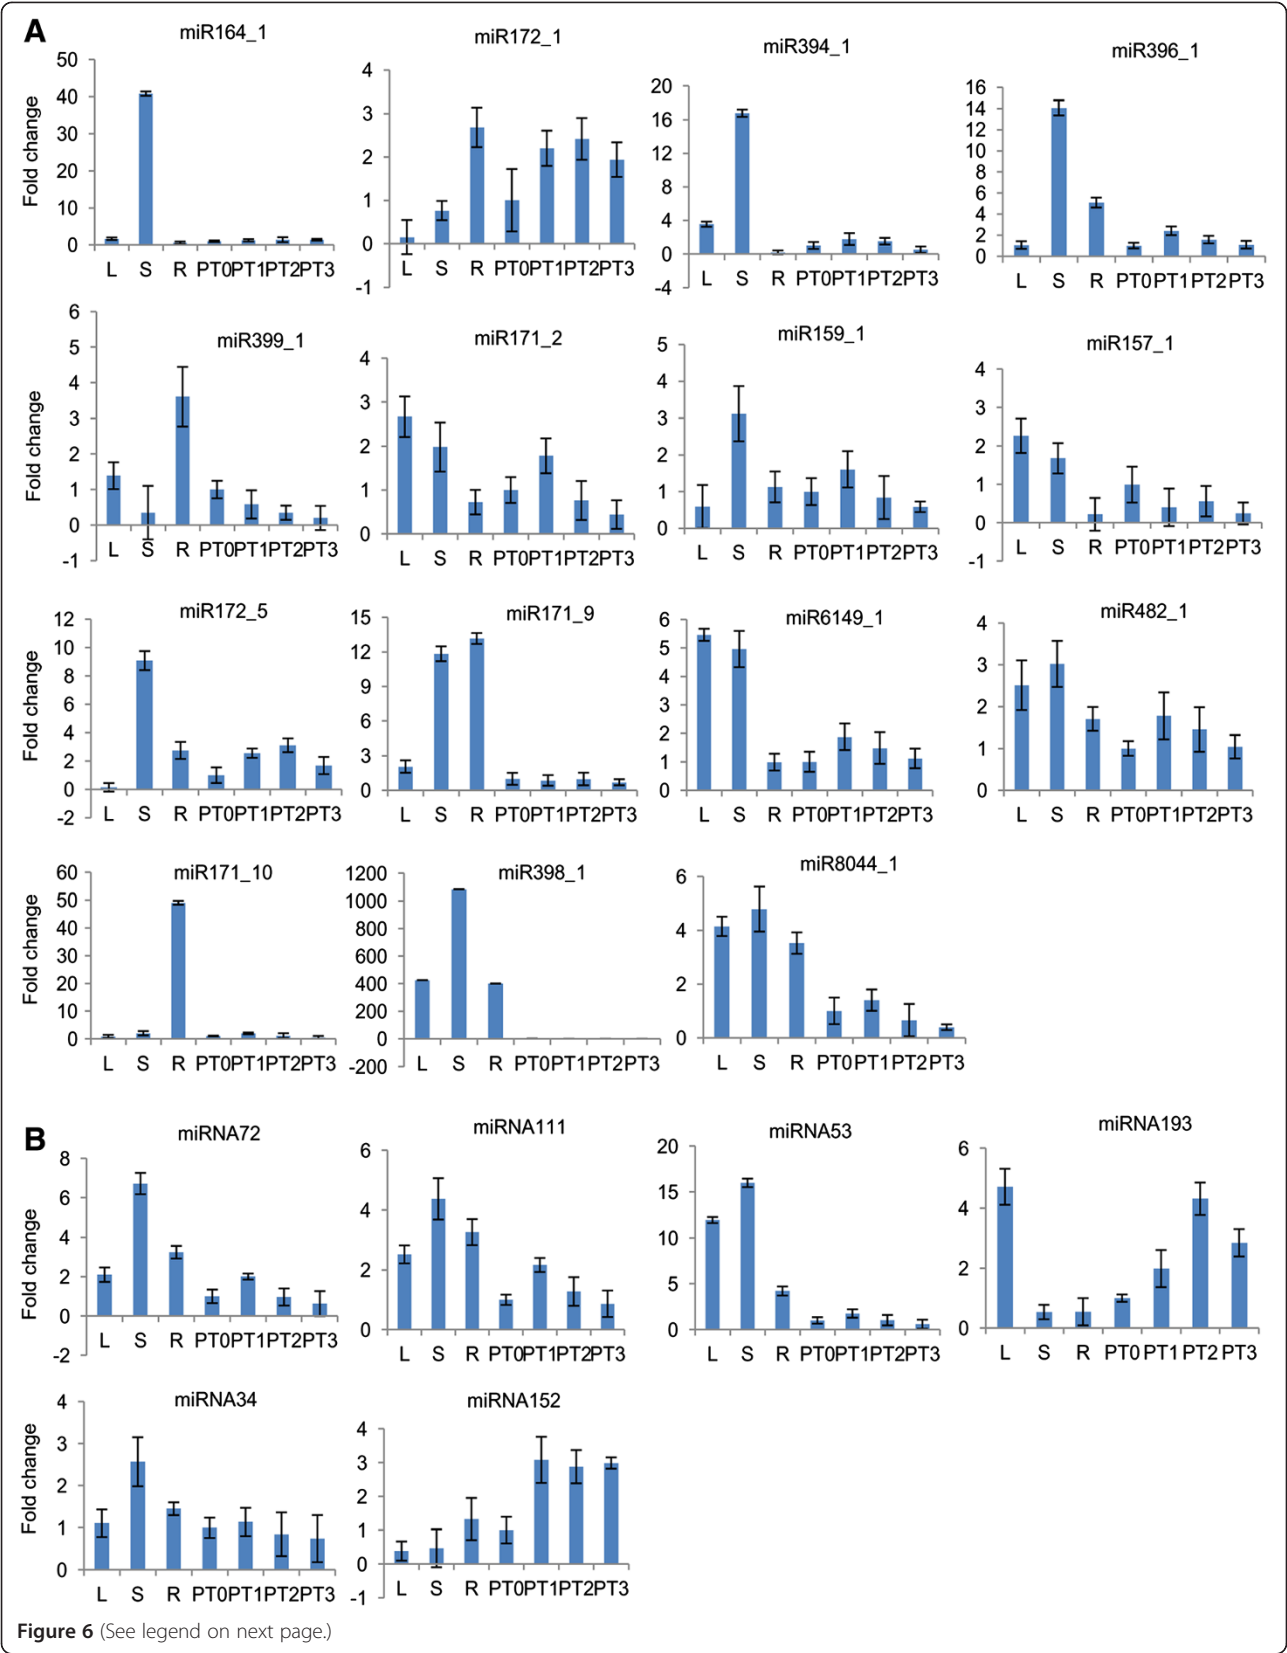 A
miR164_1
Fold change
50
40
30
20
10
0
L S R PT0PT1PT2PT3
miR172_1
4
3
2
1
0
-1
L S R PT0PT1PT2PT3
miR394_1
20
16
12
8
4
0
-4
L S R PT0PT1PT2PT3
miR396_1
16
14
12
10
8
6
4
2
0
L S R PT0PT1PT2PT3
miR399_1
Fold change
6
5
4
3
2
1
0
-1
L S R PT0PT1PT2PT3
miR171_2
4
3
2
1
0
L S R PT0PT1PT2PT3
miR159_1
5
4
3
2
1
0
L S R PT0PT1PT2PT3
miR157_1
4
3
2
1
0
-1
L S R PT0PT1PT2PT3
miR172_5
Fold change
12
10
8
6
4
2
0
-2
L S R PT0PT1PT2PT3
miR171_9
15
12
9
6
3
0
L S R PT0PT1PT2PT3
miR6149_1
6
5
4
3
2
1
0
L S R PT0PT1PT2PT3
miR482_1
4
3
2
1
0
L S R PT0PT1PT2PT3
miR171_10
Fold change
60
50
40
30
20
10
0
L S R PT0PT1PT2PT3
miR398_1
1200
1000
800
600
400
200
0
-200
L S R PT0PT1PT2PT3
miR8044_1
6
4
2
0
L S R PT0PT1PT2PT3
B
miRNA72
Fold change
8
6
4
2
0
-2
L S R PT0PT1PT2PT3
miRNA111
6
4
2
0
L S R PT0PT1PT2PT3
miRNA53
20
15
10
5
0
L S R PT0PT1PT2PT3
miRNA193
6
4
2
0
L S R PT0 PT1 PT2 PT3
miRNA34
Fold change
4
3
2
1
0
L S R PT0PT1PT2PT3
miRNA152
4
3
2
1
0
-1
L S R PT0PT1PT2PT3
Figure 6 (See legend on next page.)